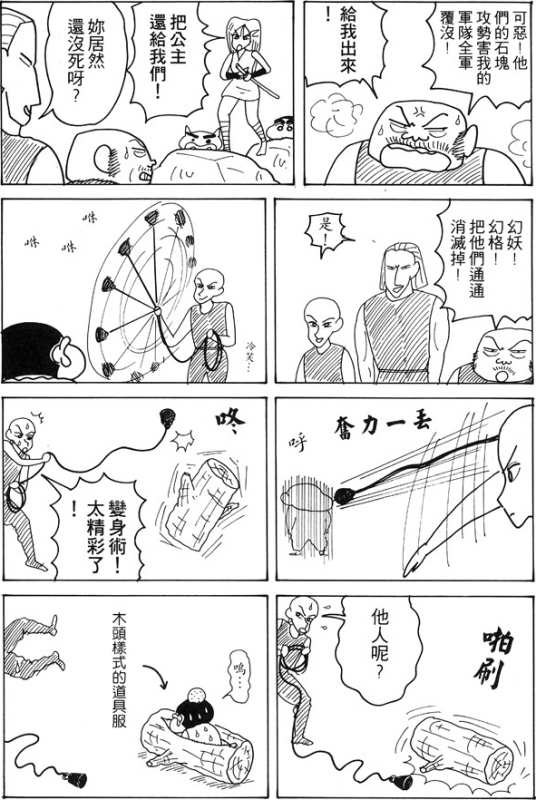 可惡！他
們的石塊
攻勢害我的
軍隊全軍
覆沒！
給我出來
！
把公主
還給我們！
妳居然
還沒死呀？
幻妖！
幻格！
把他們通通
消滅掉！
是！
冷笑…
咻
咻
咻
奮力一丟
呼
咚
變身術！
太精彩了
！
啪刷
他人呢？
嗚…
木頭樣式的道具服